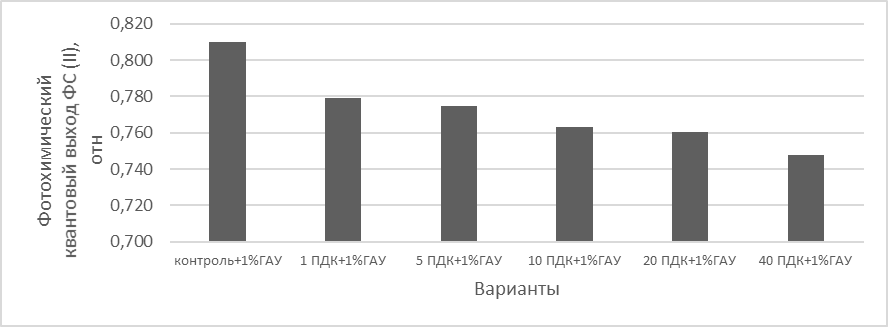 Фотохимический
квантовый выход ФС (II),
отн
0,820
0,800
0,780
0,760
0,740
0,720
0,700
контроль+1%ГАУ 1 ПДК+1%ГАУ 5 ПДК+1%ГАУ 10 ПДК+1%ГАУ 20 ПДК+1%ГАУ 40 ПДК+1%ГАУ
Варианты